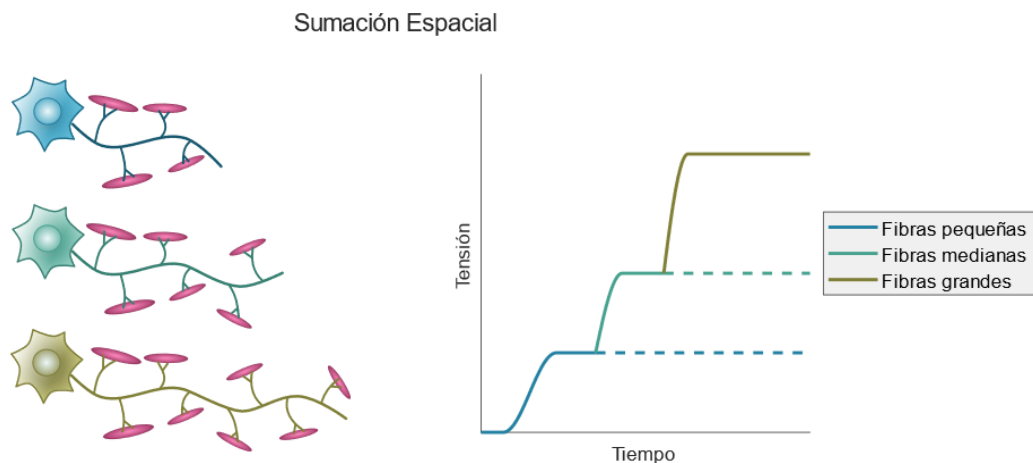 Sumación Espacial
Tensión
Tiempo
Fibras pequeñas
Fibras medianas
Fibras grandes